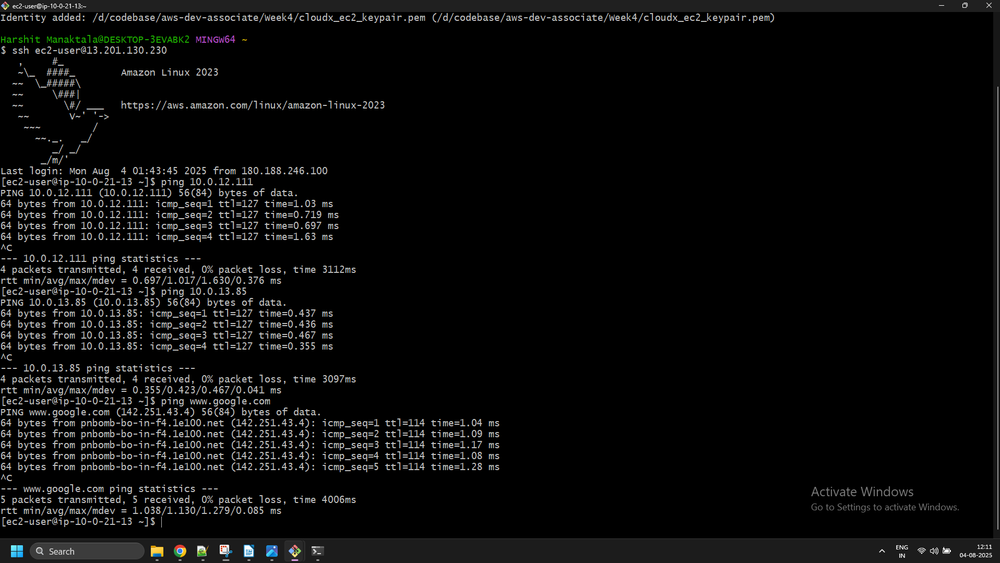 ec2-user@ip-10-0-21-13:~
Identity added: /d/codebase/aws-dev-associate/Week4/cloudx_ec2_keypair.pem (/d/codebase/aws-dev-associate/Week4/cloudx_ec2_keypair.pem)
Harshit Manaktala@DESKTOP-3EVABK2 MINGW64 ~
$ ssh ec2-user@13.201.130.230
   ,     #_
   ~\_  ####_        Amazon Linux 2023
  ~~  \_#####\
  ~~     \###|
  ~~       \#/ ___   https://aws.amazon.com/linux/amazon-linux-2023
   ~~       V~' '->
    ~~~         /
      ~~._.   _/
         _/ _/
       _/m/'
Last login: Mon Aug  4 01:43:45 2025 from 180.188.246.100
[ec2-user@ip-10-0-21-13 ~]$ ping 10.0.12.111
PING 10.0.12.111 (10.0.12.111) 56(84) bytes of data.
64 bytes from 10.0.12.111: icmp_seq=1 ttl=127 time=1.03 ms
64 bytes from 10.0.12.111: icmp_seq=2 ttl=127 time=0.719 ms
64 bytes from 10.0.12.111: icmp_seq=3 ttl=127 time=0.697 ms
64 bytes from 10.0.12.111: icmp_seq=4 ttl=127 time=1.63 ms
^C
--- 10.0.12.111 ping statistics ---
4 packets transmitted, 4 received, 0% packet loss, time 3112ms
rtt min/avg/max/mdev = 0.697/1.017/1.630/0.376 ms
[ec2-user@ip-10-0-21-13 ~]$ ping 10.0.13.85
PING 10.0.13.85 (10.0.13.85) 56(84) bytes of data.
64 bytes from 10.0.13.85: icmp_seq=1 ttl=127 time=0.437 ms
64 bytes from 10.0.13.85: icmp_seq=2 ttl=127 time=0.436 ms
64 bytes from 10.0.13.85: icmp_seq=3 ttl=127 time=0.467 ms
64 bytes from 10.0.13.85: icmp_seq=4 ttl=127 time=0.355 ms
^C
--- 10.0.13.85 ping statistics ---
4 packets transmitted, 4 received, 0% packet loss, time 3097ms
rtt min/avg/max/mdev = 0.355/0.423/0.467/0.041 ms
[ec2-user@ip-10-0-21-13 ~]$ ping www.google.com
PING www.google.com (142.251.43.4) 56(84) bytes of data.
64 bytes from pnbomb-bo-in-f4.1e100.net (142.251.43.4): icmp_seq=1 ttl=114 time=1.04 ms
64 bytes from pnbomb-bo-in-f4.1e100.net (142.251.43.4): icmp_seq=2 ttl=114 time=1.09 ms
64 bytes from pnbomb-bo-in-f4.1e100.net (142.251.43.4): icmp_seq=3 ttl=114 time=1.17 ms
64 bytes from pnbomb-bo-in-f4.1e100.net (142.251.43.4): icmp_seq=4 ttl=114 time=1.08 ms
64 bytes from pnbomb-bo-in-f4.1e100.net (142.251.43.4): icmp_seq=5 ttl=114 time=1.28 ms
^C
--- www.google.com ping statistics ---
5 packets transmitted, 5 received, 0% packet loss, time 4006ms
rtt min/avg/max/mdev = 1.038/1.130/1.279/0.085 ms
[ec2-user@ip-10-0-21-13 ~]$
Activate Windows
Go to Settings to activate Windows.
Search
ENG
IN
12:11
04-08-2025